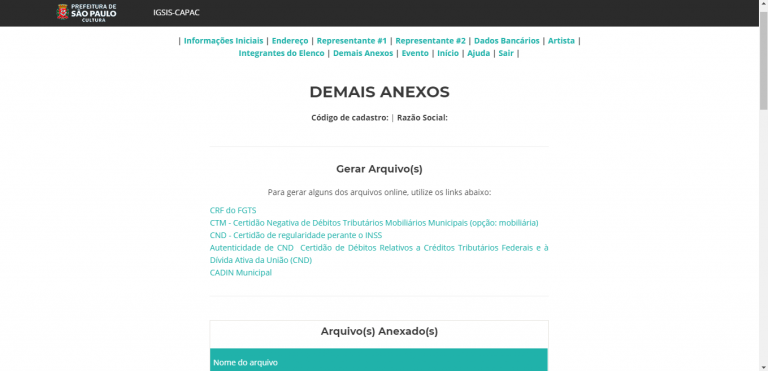 PREFEITURA DE
SÃO PAULO
CULTURA
IGSIS-CAPAC
| Informações Iniciais | Endereço | Representante #1 | Representante #2 | Dados Bancários | Artista |
Integrantes do Elenco | Demais Anexos | Evento | Início | Ajuda | Sair |
DEMAIS ANEXOS
Código de cadastro: | Razão Social:
Gerar Arquivo(s)
Para gerar alguns dos arquivos online, utilize os links abaixo:
CRF do FGTS
CTM - Certidão Negativa de Débitos Tributários Mobiliários Municipais (opção: mobiliária)
CND - Certidão de regularidade perante o INSS
Autenticidade de CND Certidão de Débitos Relativos a Créditos Tributários Federais e à
Dívida Ativa da União (CND)
CADIN Municipal
Arquivo(s) Anexado(s)
Nome do arquivo